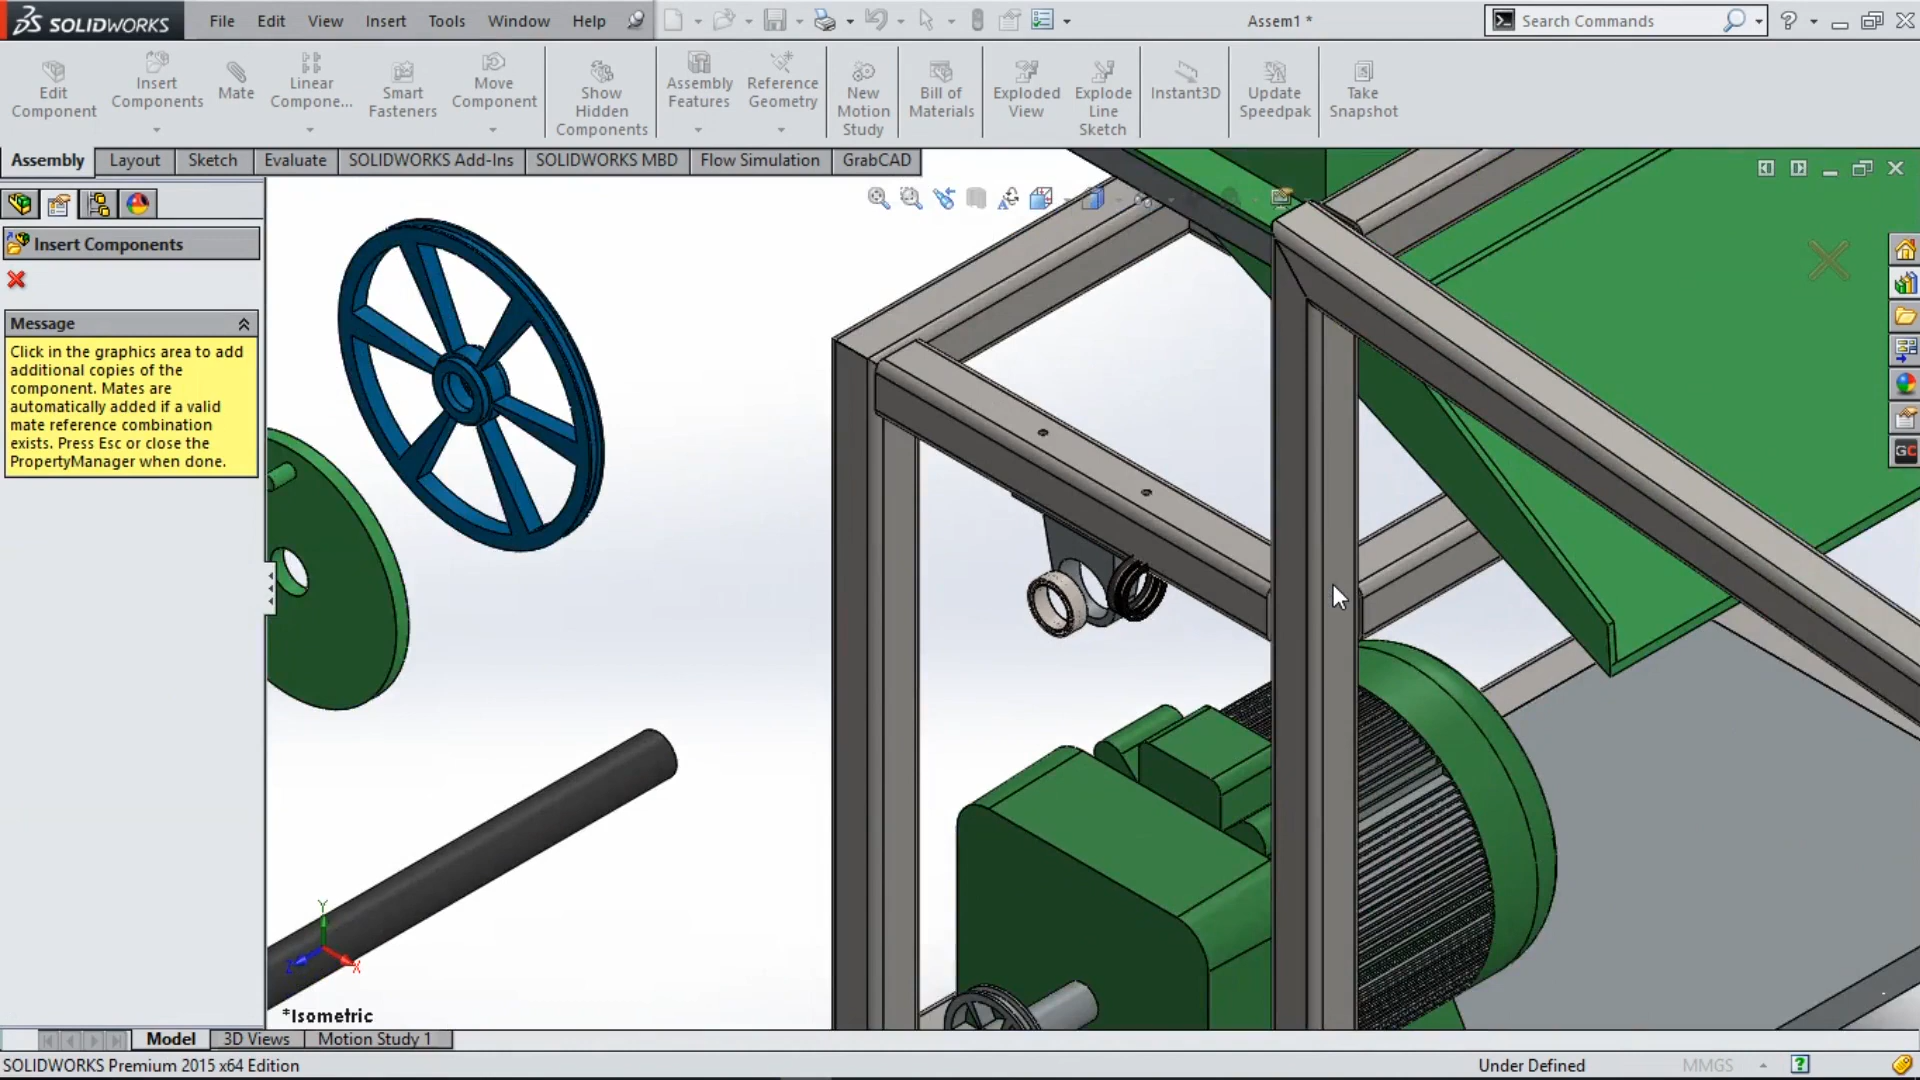 SOLIDWORKS File Edit View Insert Tools Window Help Assem1 * Search Commands
Edit Component
Insert Components
Mate
Linear Compone...
Smart Fasteners
Move Component
Show Hidden Components
Assembly Features
Reference Geometry
New Motion Study
Bill of Materials
Exploded View
Explode Line Sketch
Instant3D
Update Speedpak
Take Snapshot
Assembly Layout Sketch Evaluate SOLIDWORKS Add-Ins SOLIDWORKS MBD Flow Simulation GrabCAD
Insert Components
Message
Click in the graphics area to add
additional copies of the
component. Mates are
automatically added if a valid
mate reference combination
exists. Press Esc or close the
PropertyManager when done.
GC
Y
Z
X
*Isometric
Model 3D Views Motion Study 1
SOLIDWORKS Premium 2015 x64 Edition Under Defined MMGS